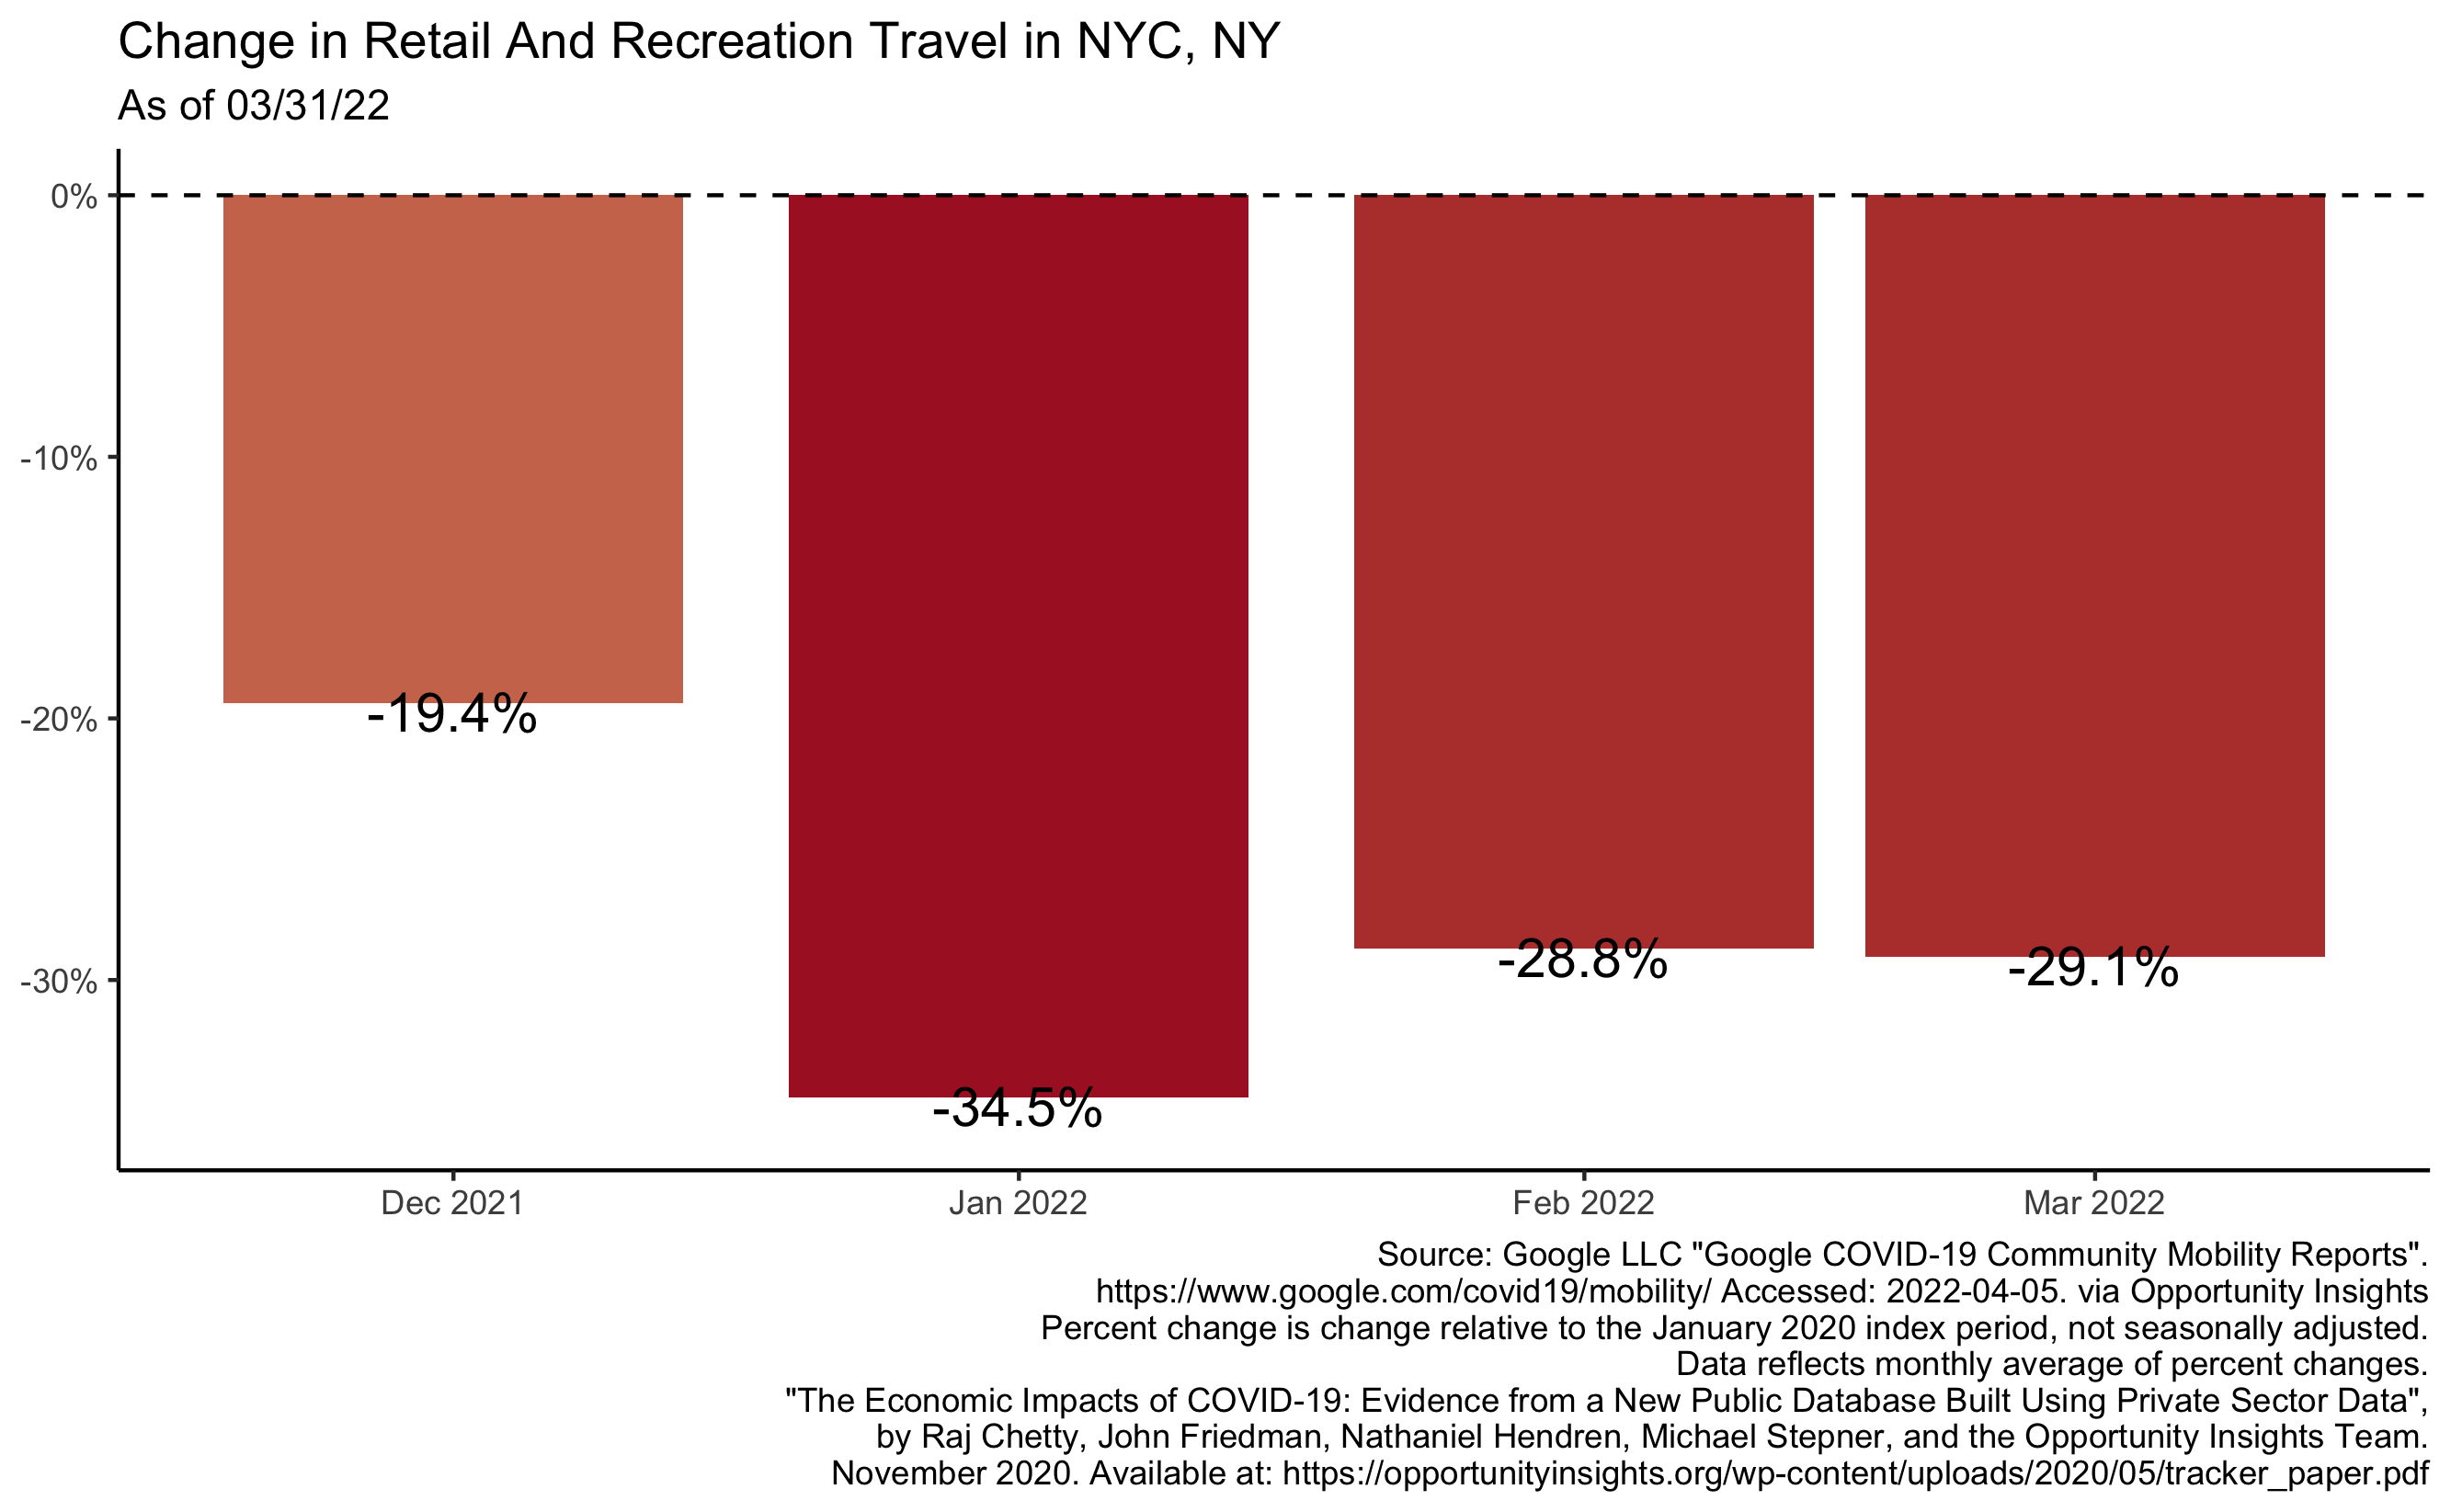 Change in Retail And Recreation Travel in NYC, NY
As of 03/31/22
0%
-10%
-20%
-30%
-19.4%
-34.5%
-28.8%
-29.1%
Dec 2021
Jan 2022
Feb 2022
Mar 2022
Source: Google LLC "Google COVID-19 Community Mobility Reports".
https://www.google.com/covid19/mobility/ Accessed: 2022-04-05. via Opportunity Insights
Percent change is change relative to the January 2020 index period, not seasonally adjusted.
Data reflects monthly average of percent changes.
"The Economic Impacts of COVID-19: Evidence from a New Public Database Built Using Private Sector Data",
by Raj Chetty, John Friedman, Nathaniel Hendren, Michael Stepner, and the Opportunity Insights Team.
November 2020. Available at: https://opportunityinsights.org/wp-content/uploads/2020/05/tracker_paper.pdf